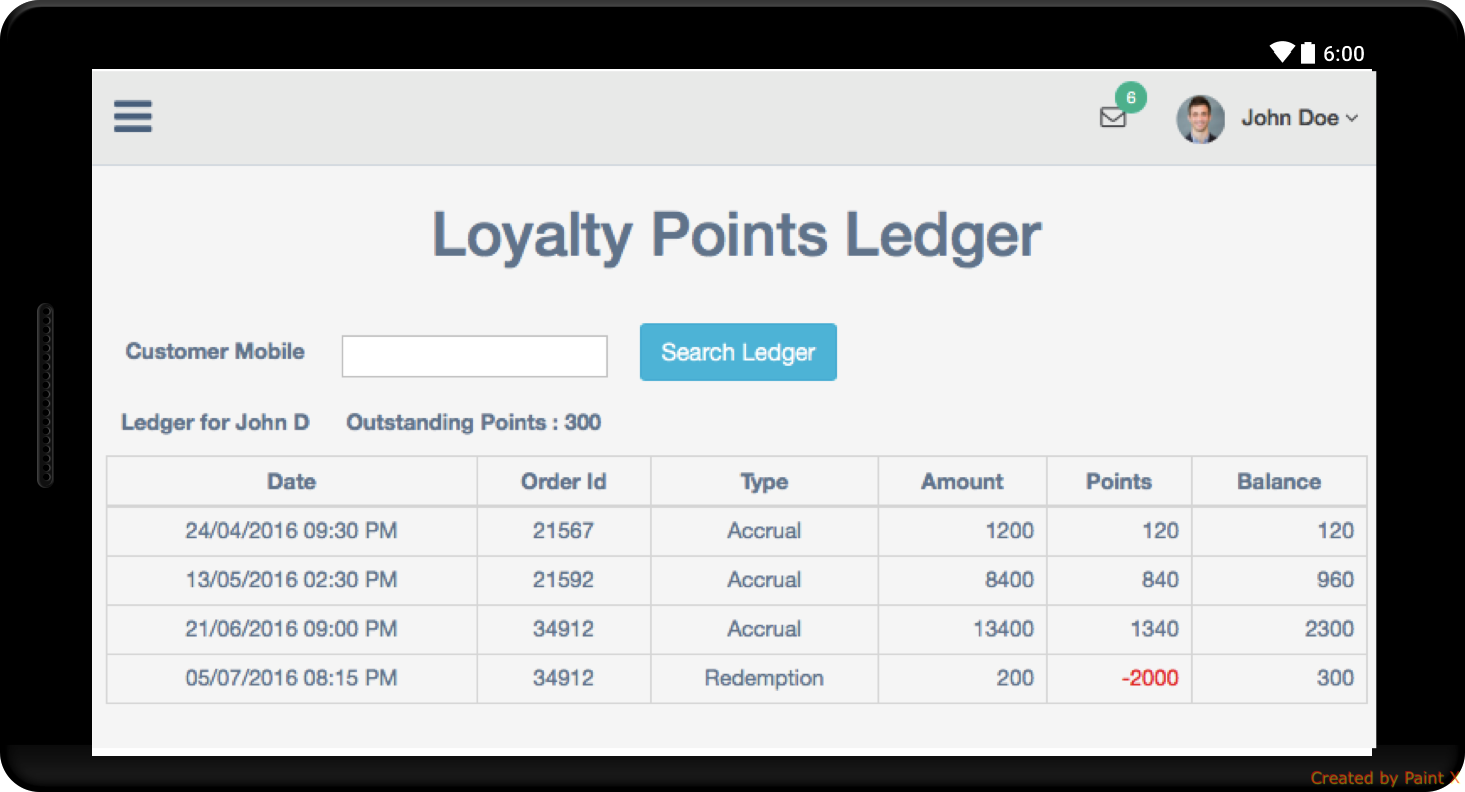 6:00
6
John Doe
Loyalty Points Ledger
Customer Mobile Search Ledger
Ledger for John D Outstanding Points : 300
Date Order Id Type Amount Points Balance
24/04/2016 09:30 PM 21567 Accrual 1200 120 120
13/05/2016 02:30 PM 21592 Accrual 8400 840 960
21/06/2016 09:00 PM 34912 Accrual 13400 1340 2300
05/07/2016 08:15 PM 34912 Redemption 200 -2000 300
Created by Paint X